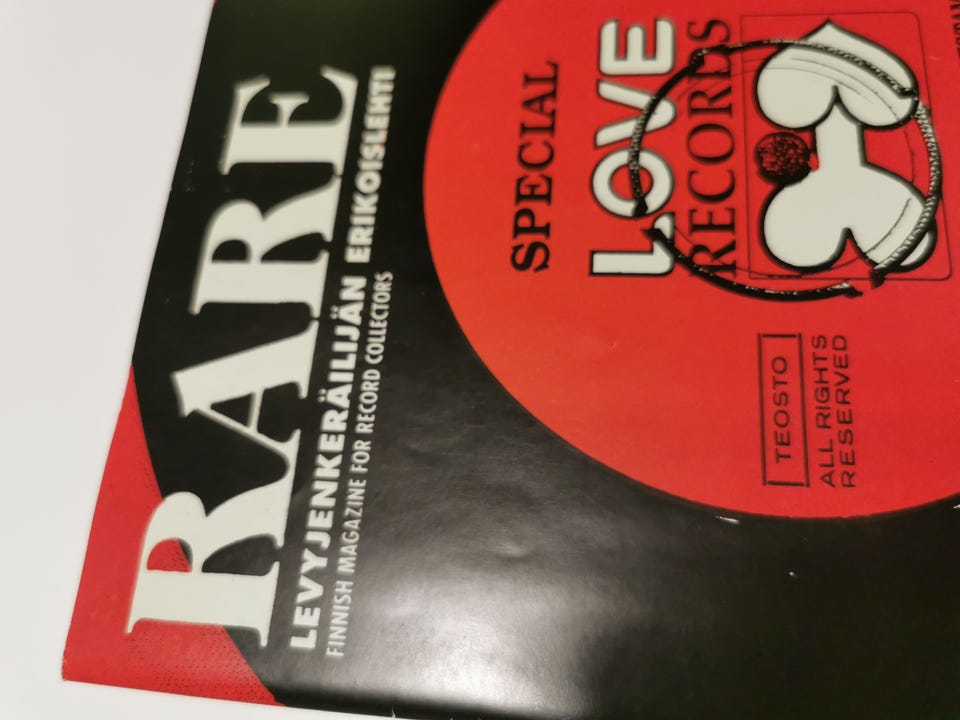 RARE
LEVYJENKERÄILIJÄN ERIKOISLEHTI
FINNISH MAGAZINE FOR RECORD COLLECTORS
SPECIAL
LOVE
RECORDS
TEOSTO
ALL RIGHTS
RESERVED